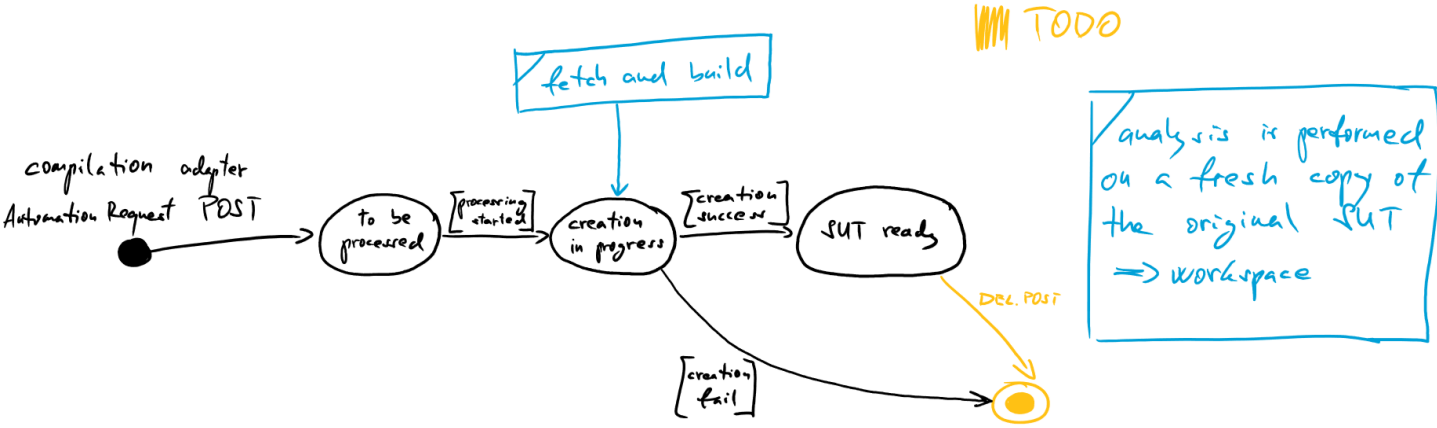 TODO
fetch and build
analysis is performed
on a fresh copy of
the original SUT
=> workspace
compilation adapter
Automation Request POST
to be
processed
[processing
started]
creation
in progress
[creation
success]
SUT ready
DEL. POST
[creation
fail]